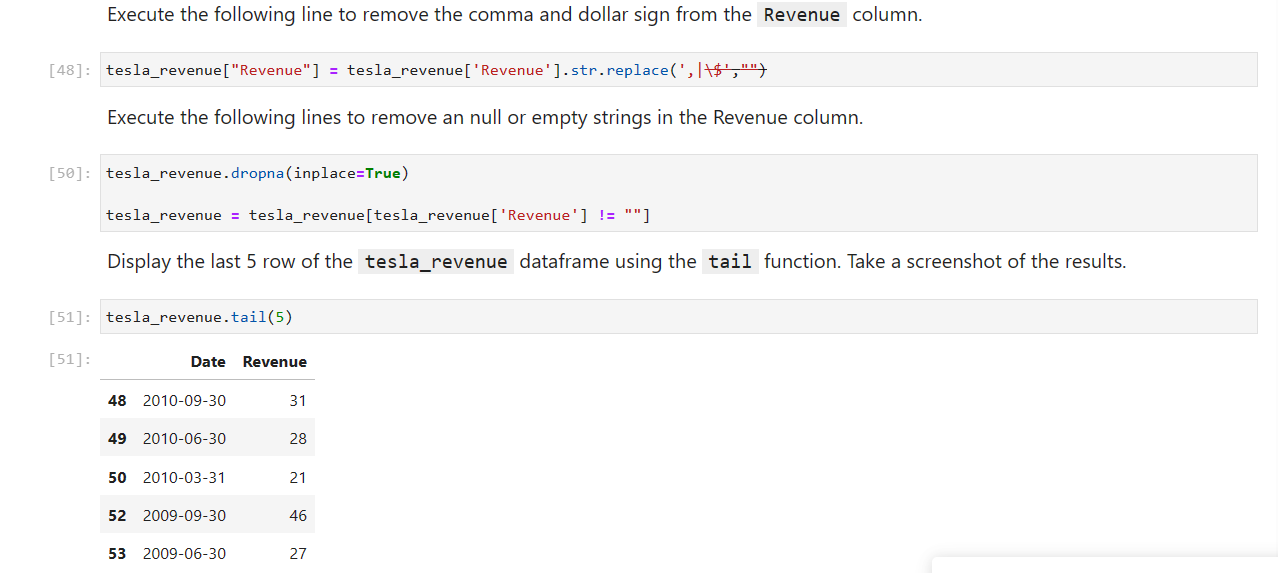 Execute the following line to remove the comma and dollar sign from the Revenue column.
[48]: tesla_revenue["Revenue"] = tesla_revenue['Revenue'].str.replace(',|\$',"")
Execute the following lines to remove an null or empty strings in the Revenue column.
[50]: tesla_revenue.dropna(inplace=True)
tesla_revenue = tesla_revenue[tesla_revenue['Revenue'] != ""]
Display the last 5 row of the tesla_revenue dataframe using the tail function. Take a screenshot of the results.
[51]: tesla_revenue.tail(5)
[51]: Date Revenue
48 2010-09-30 31
49 2010-06-30 28
50 2010-03-31 21
52 2009-09-30 46
53 2009-06-30 27